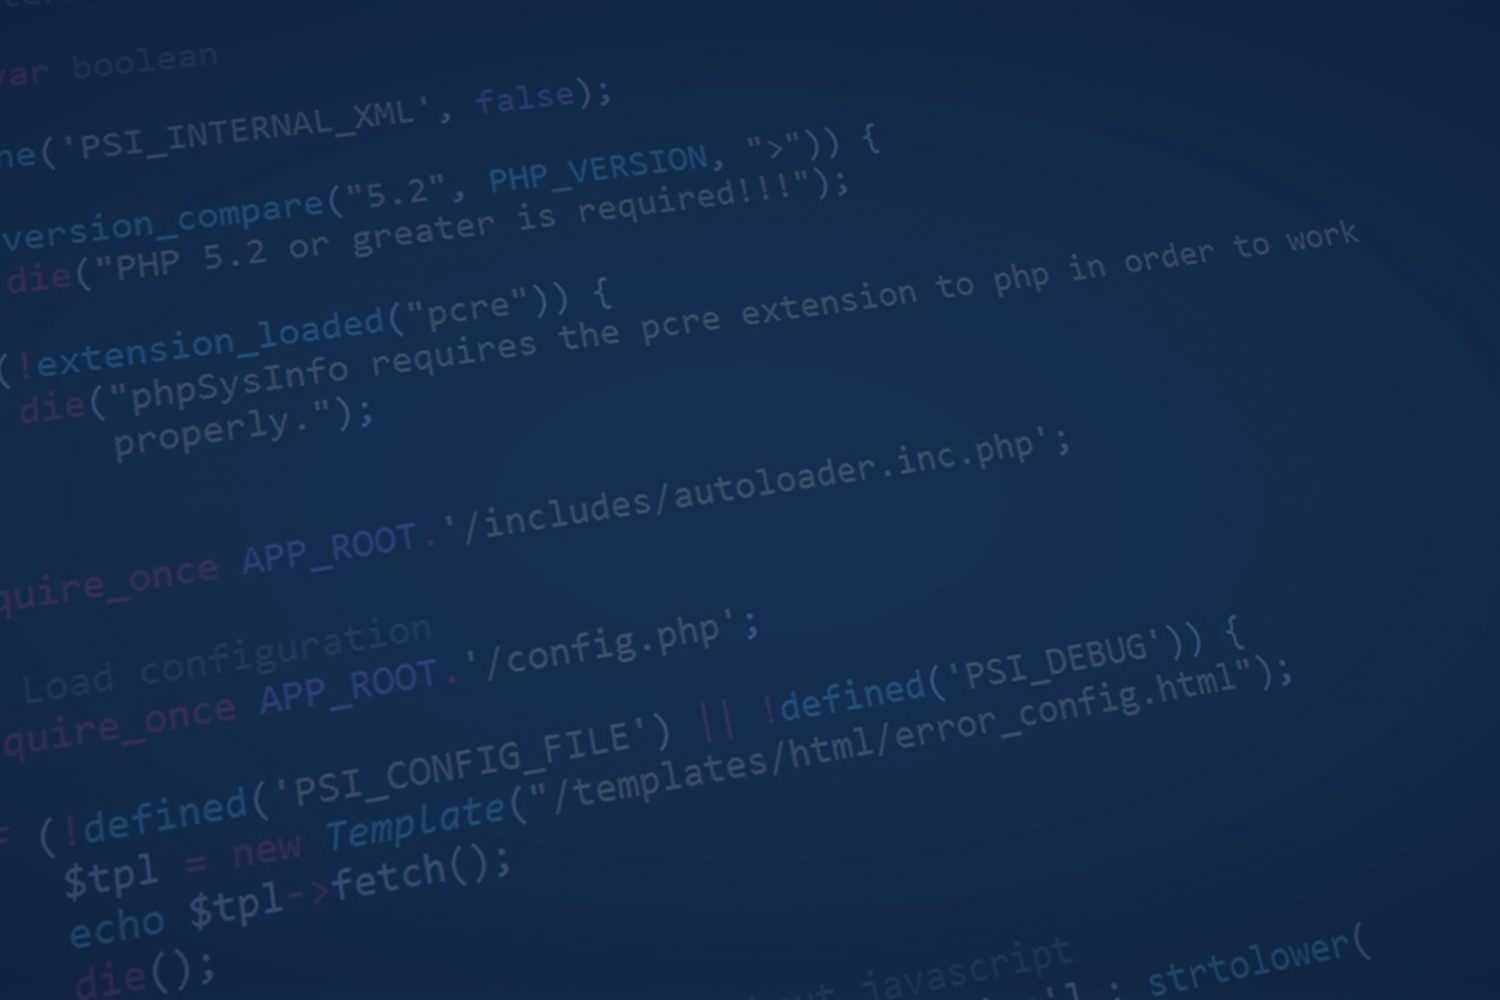 var boolean
ne('PSI_INTERNAL_XML', false);
version_compare("5.2", PHP_VERSION, ">")) {
die("PHP 5.2 or greater is required!!!");
(!extension_loaded("pcre")) {
die("phpSysInfo requires the pcre extension to php in order to work
properly.");
quire_once APP_ROOT.'/includes/autoloader.inc.php';
Load configuration
quire_once APP_ROOT.'/config.php';
(!defined('PSI_CONFIG_FILE') || !defined('PSI_DEBUG')) {
$tpl = new Template("/templates/html/error_config.html");
echo $tpl->fetch();
die();
javascript
strtolower(